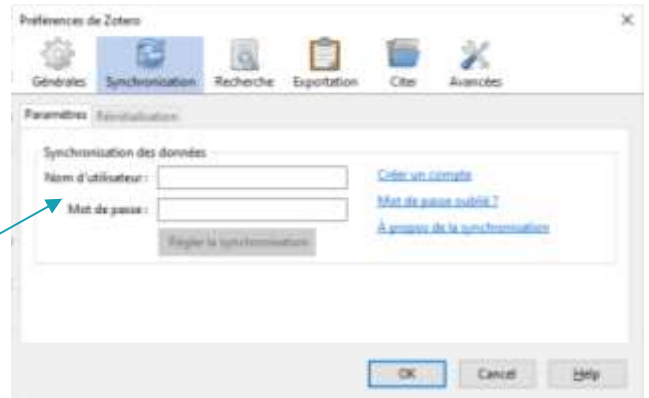 Préférences de Zotero
Générales Synchronisation Recherche Exportation Citer Avancées
Paramètres Réinitialisation
Synchronisation des données
Nom d'utilisateur : Créer un compte
Mot de passe : Mot de passe oublié ?
Régler la synchronisation À propos de la synchronisation
OK Cancel Help